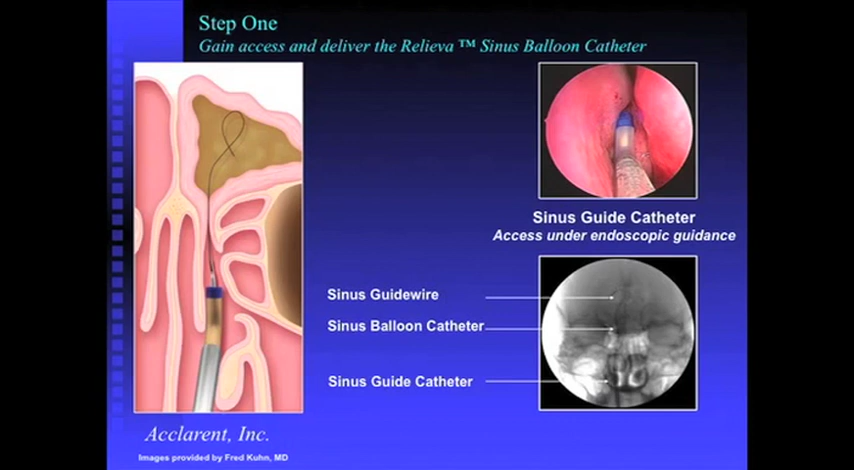 Step One
Gain access and deliver the Relieva ™ Sinus Balloon Catheter
Sinus Guide Catheter
Access under endoscopic guidance
Sinus Guidewire
Sinus Balloon Catheter
Sinus Guide Catheter
Acclarent, Inc.
Images provided by Fred Kuhn, MD